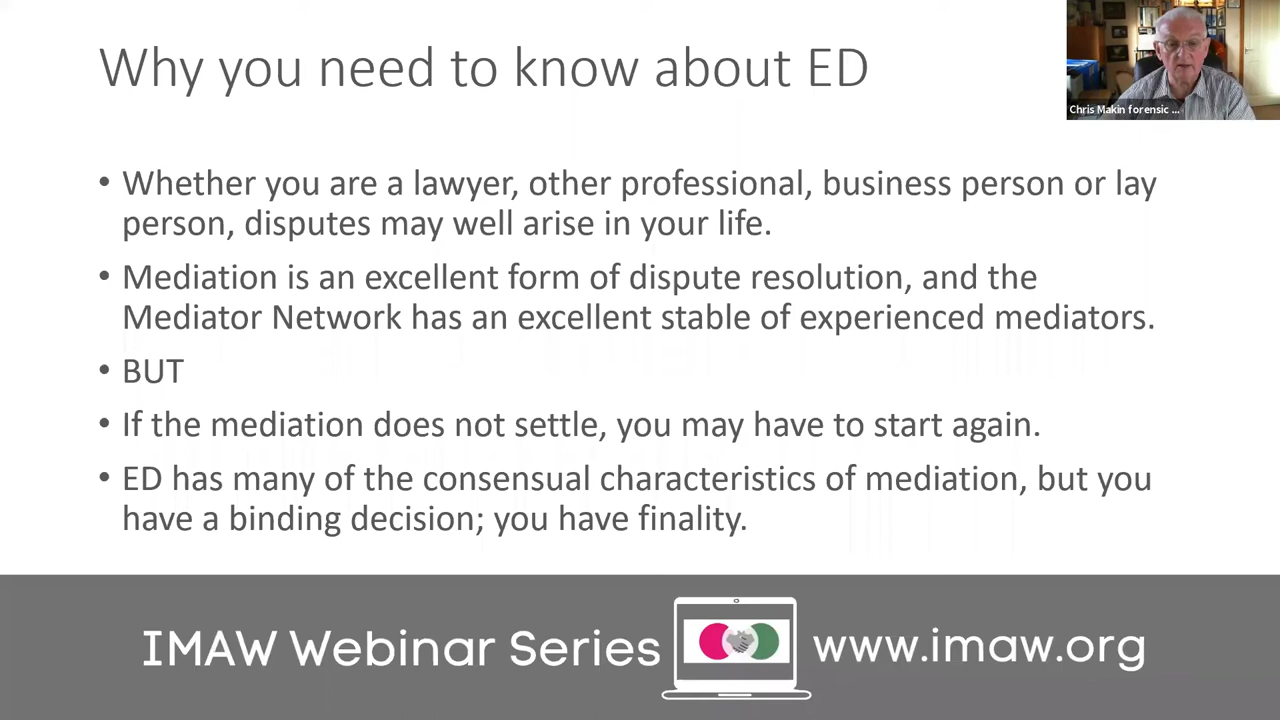 Why you need to know about ED
Chris Makin forensic ...
• Whether you are a lawyer, other professional, business person or lay
person, disputes may well arise in your life.
• Mediation is an excellent form of dispute resolution, and the
Mediator Network has an excellent stable of experienced mediators.
• BUT
• If the mediation does not settle, you may have to start again.
• ED has many of the consensual characteristics of mediation, but you
have a binding decision; you have finality.
IMAW Webinar Series
www.imaw.org